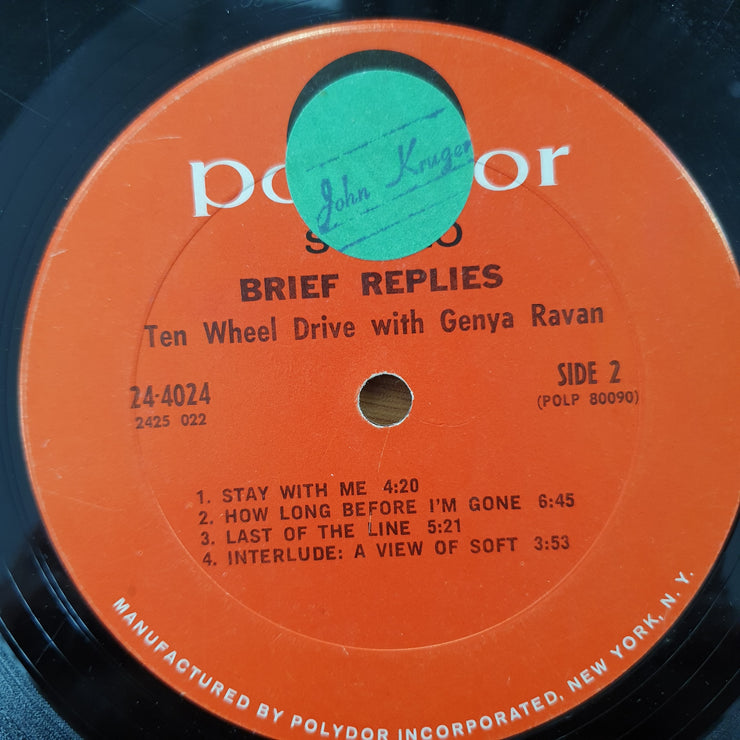 po or
John Kruger
S O
BRIEF REPLIES
Ten Wheel Drive with Genya Ravan
24-4024
2425 022
SIDE 2
(POLP 80090)
1. STAY WITH ME 4:20
2. HOW LONG BEFORE I'M GONE 6:45
3. LAST OF THE LINE 5:21
4. INTERLUDE: A VIEW OF SOFT 3:53
MANUFACTURED BY POLYDOR INCORPORATED, NEW YORK, N.Y.